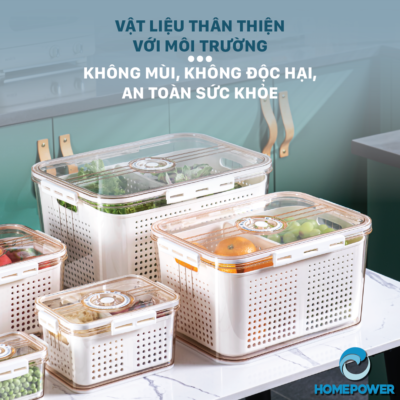 VẬT LIỆU THÂN THIỆN
VỚI MÔI TRƯỜNG
KHÔNG MÙI, KHÔNG ĐỘC HẠI,
AN TOÀN SỨC KHỎE
HOMEPOWER